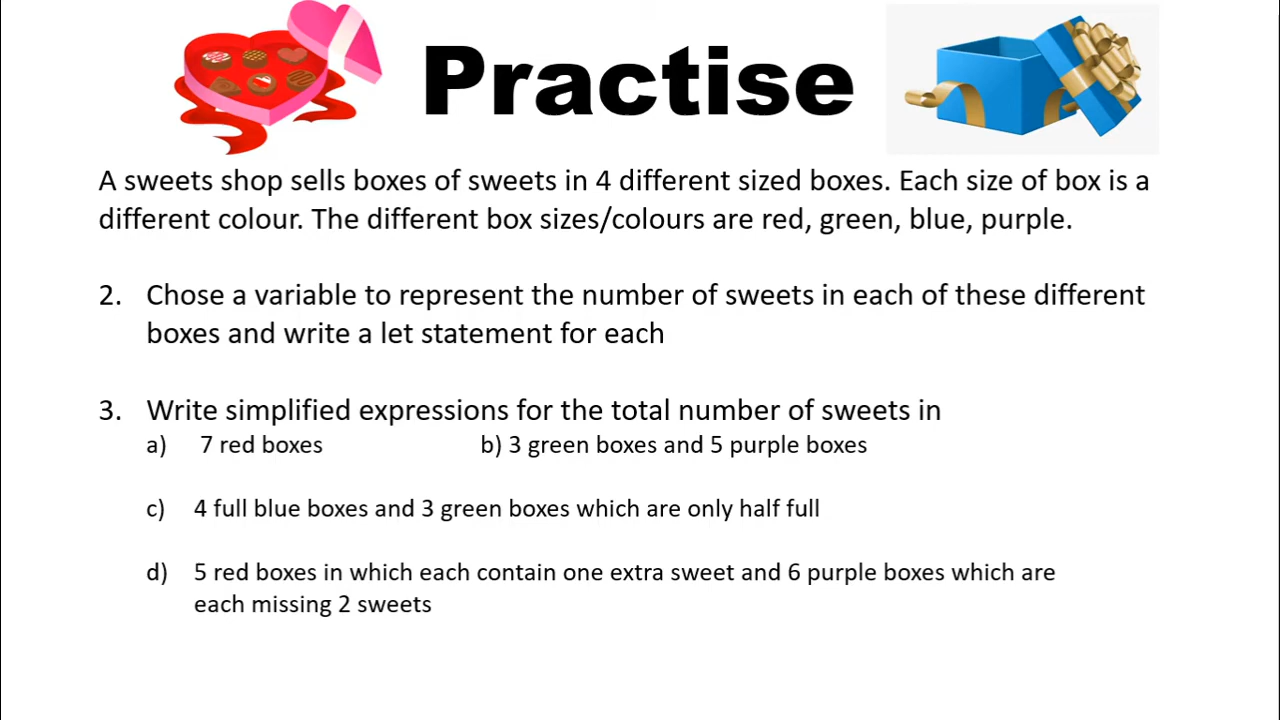 Practise
A sweets shop sells boxes of sweets in 4 different sized boxes. Each size of box is a
different colour. The different box sizes/colours are red, green, blue, purple.
2. Chose a variable to represent the number of sweets in each of these different
boxes and write a let statement for each
3. Write simplified expressions for the total number of sweets in
a) 7 red boxes b) 3 green boxes and 5 purple boxes
c) 4 full blue boxes and 3 green boxes which are only half full
d) 5 red boxes in which each contain one extra sweet and 6 purple boxes which are
each missing 2 sweets